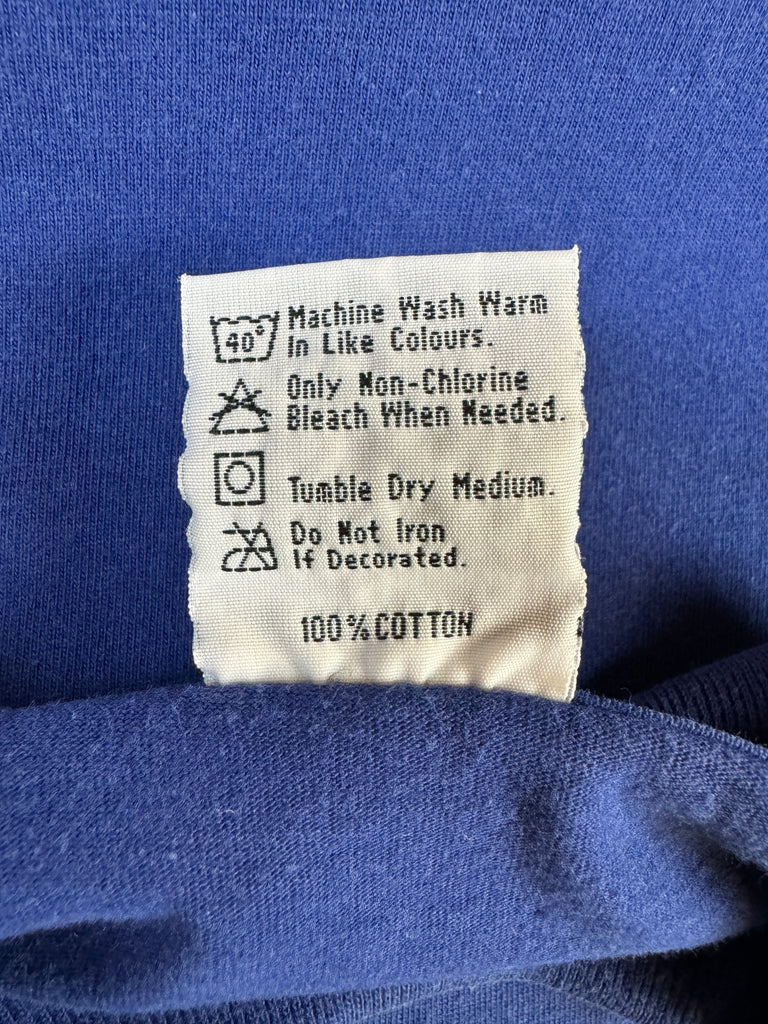 40° Machine Wash Warm
In Like Colours.
Only Non-Chlorine
Bleach When Needed.
Tumble Dry Medium.
Do Not Iron
If Decorated.
100% COTTON